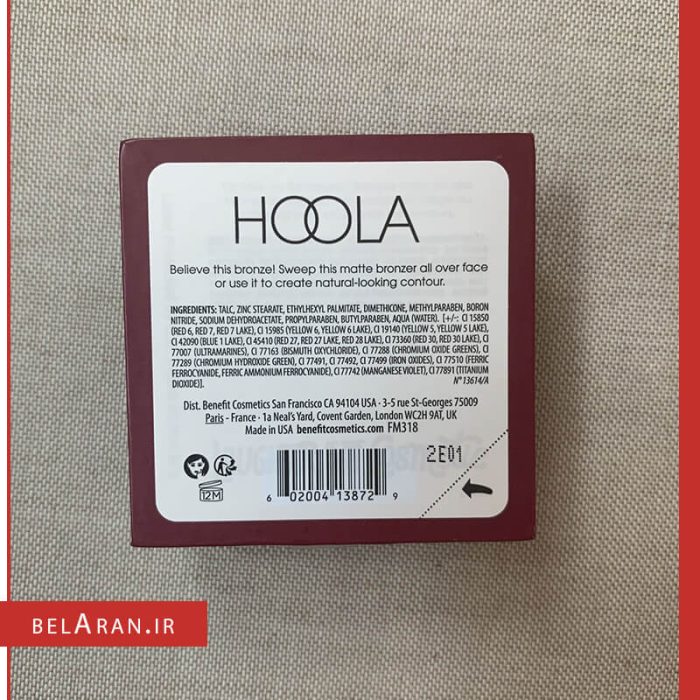 HOOLA
Believe this bronze! Sweep this matte bronzer all over face
or use it to create natural-looking contour.
INGREDIENTS: TALC, ZINC STEARATE, ETHYLHEXYL PALMITATE, DIMETHICONE, METHYLPARABEN, BORON
NITRIDE, SODIUM DEHYDROACETATE, PROPYLPARABEN, BUTYLPARABEN, AQUA (WATER). [+/-: CI 15850
(RED 6, RED 7, RED 7 LAKE), CI 15985 (YELLOW 6, YELLOW 6 LAKE), CI 19140 (YELLOW 5, YELLOW 5 LAKE),
CI 42090 (BLUE 1 LAKE), CI 45410 (RED 27, RED 27 LAKE, RED 28 LAKE), CI 73360 (RED 30, RED 30 LAKE), CI
77007 (ULTRAMARINES), CI 77163 (BISMUTH OXYCHLORIDE), CI 77288 (CHROMIUM OXIDE GREENS), CI
77289 (CHROMIUM HYDROXIDE GREEN), CI 77491, CI 77492, CI 77499 (IRON OXIDES), CI 77510 (FERRIC
FERROCYANIDE, FERRIC AMMONIUM FERROCYANIDE), CI 77742 (MANGANESE VIOLET), CI 77891 (TITANIUM
DIOXIDE)].
N° 13614/A
Dist. Benefit Cosmetics San Francisco CA 94104 USA · 3-5 rue St-Georges 75009
Paris - France · 1a Neal's Yard, Covent Garden, London WC2H 9AT, UK
Made in USA benefitcosmetics.com FM318
2E01
12M
6 02004 13872 9
BELARAN.IR